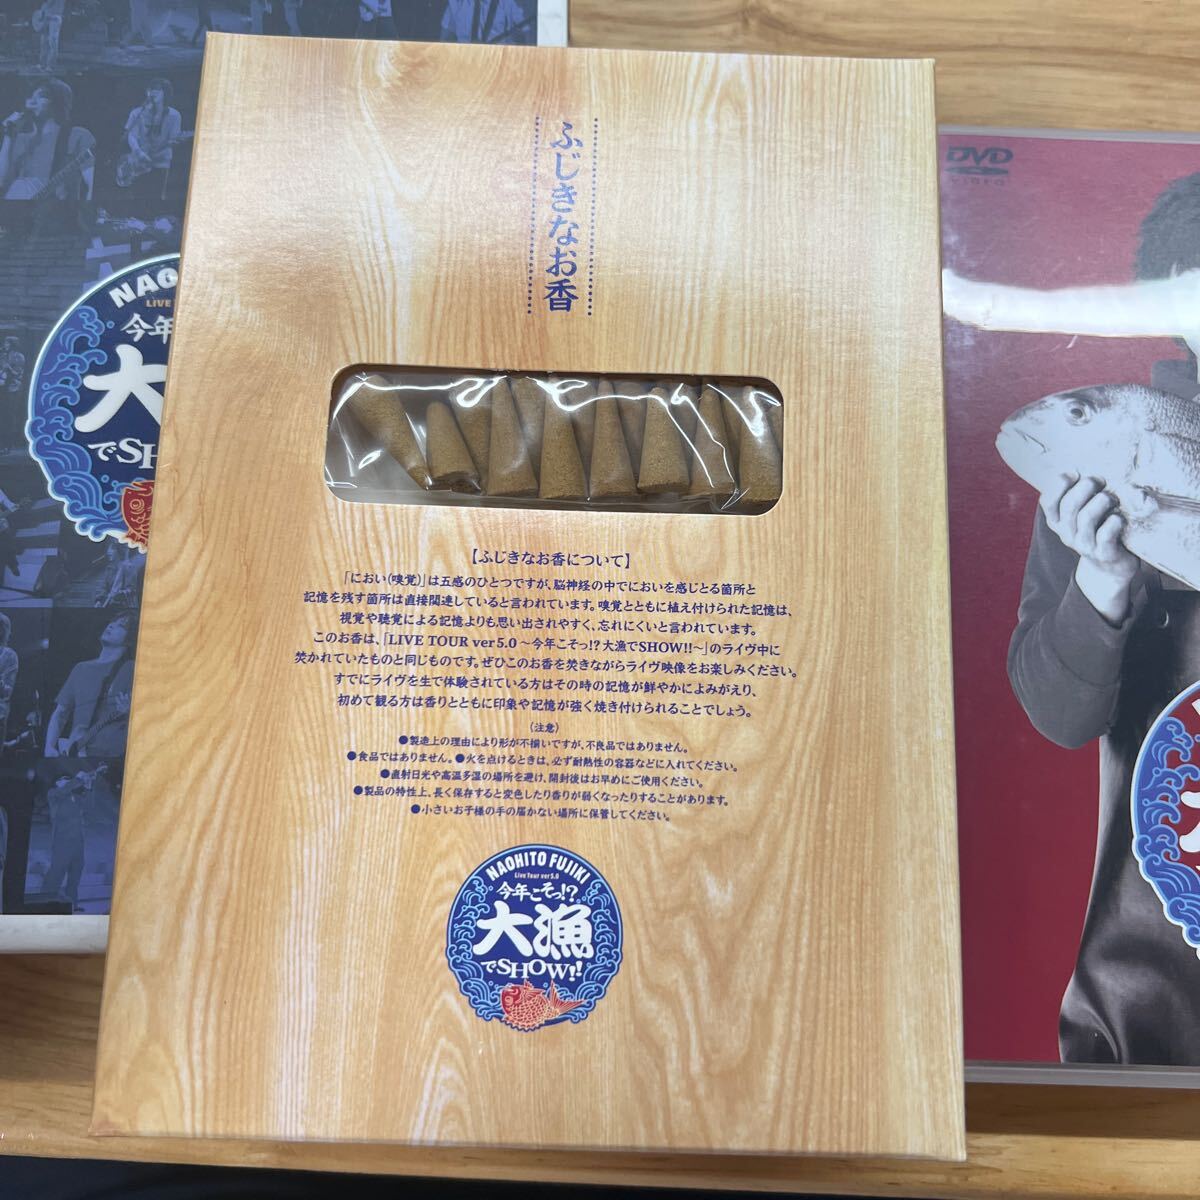 ふじきなお香
【ふじきなお香について】
「におい(嗅覚)」は五感のひとつですが、脳神経の中でにおいを感じとる箇所と
記憶を残す箇所は直接関連していると言われています。嗅覚とともに植え付けられた記憶は、
視覚や聴覚による記憶よりも思い出されやすく、忘れにくいと言われています。
このお香は、「LIVE TOUR ver5.0 ～今年こそっ!? 大漁でSHOW!!～」のライヴ中に
焚かれていたものと同じものです。ぜひこのお香を焚きながらライヴ映像をお楽しみください。
すでにライヴを生で体験されている方はその時の記憶が鮮やかによみがえり、
初めて観る方は香りとともに印象や記憶が強く焼き付けられることでしょう。
(注意)
●製造上の理由により形が不揃いですが、不良品ではありません。
●食品ではありません。●火を点けるときは、必ず耐熱性の容器などに入れてください。
●直射日光や高温多湿の場所を避け、開封後はお早めにご使用ください。
●製品の特性上、長く保存すると変色したり香りが弱くなったりすることがあります。
●小さいお子様の手の届かない場所に保管してください。
NAOHITO FUJIKI
Live Tour ver5.0
今年こそっ!?
大漁
でSHOW!!
NAO
LIVE
今年
大
でSH
DVD
VIDEO